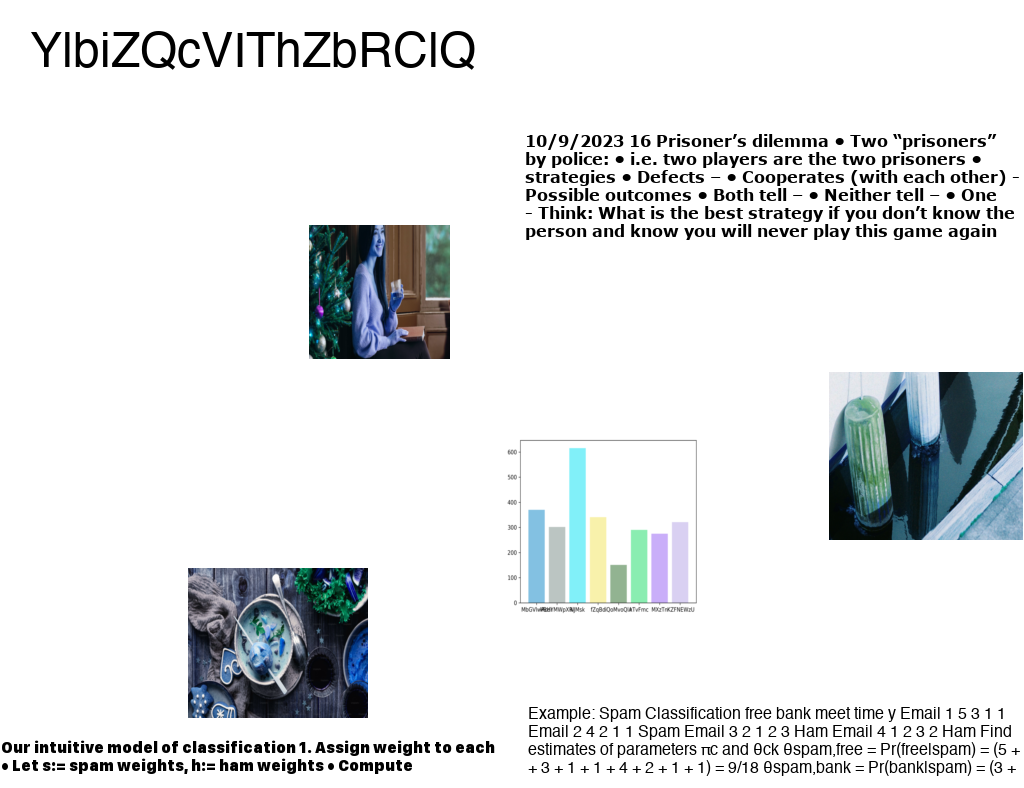 YlbiZQcVIThZbRClQ
10/9/2023 16 Prisoner’s dilemma • Two “prisoners”
by police: • i.e. two players are the two prisoners •
strategies • Defects – • Cooperates (with each other) -
Possible outcomes • Both tell – • Neither tell – • One
- Think: What is the best strategy if you don’t know the
person and know you will never play this game again
600
500
400
300
200
100
0
Example: Spam Classification free bank meet time y Email 1 5 3 1 1
Email 2 4 2 1 1 Spam Email 3 2 1 2 3 Ham Email 4 1 2 3 2 Ham Find
estimates of parameters πc and θck θspam,free = Pr(free|spam) = (5 +
+ 3 + 1 + 1 + 4 + 2 + 1 + 1) = 9/18 θspam,bank = Pr(bank|spam) = (3 +
Our intuitive model of classification 1. Assign weight to each
• Let s:= spam weights, h:= ham weights • Compute